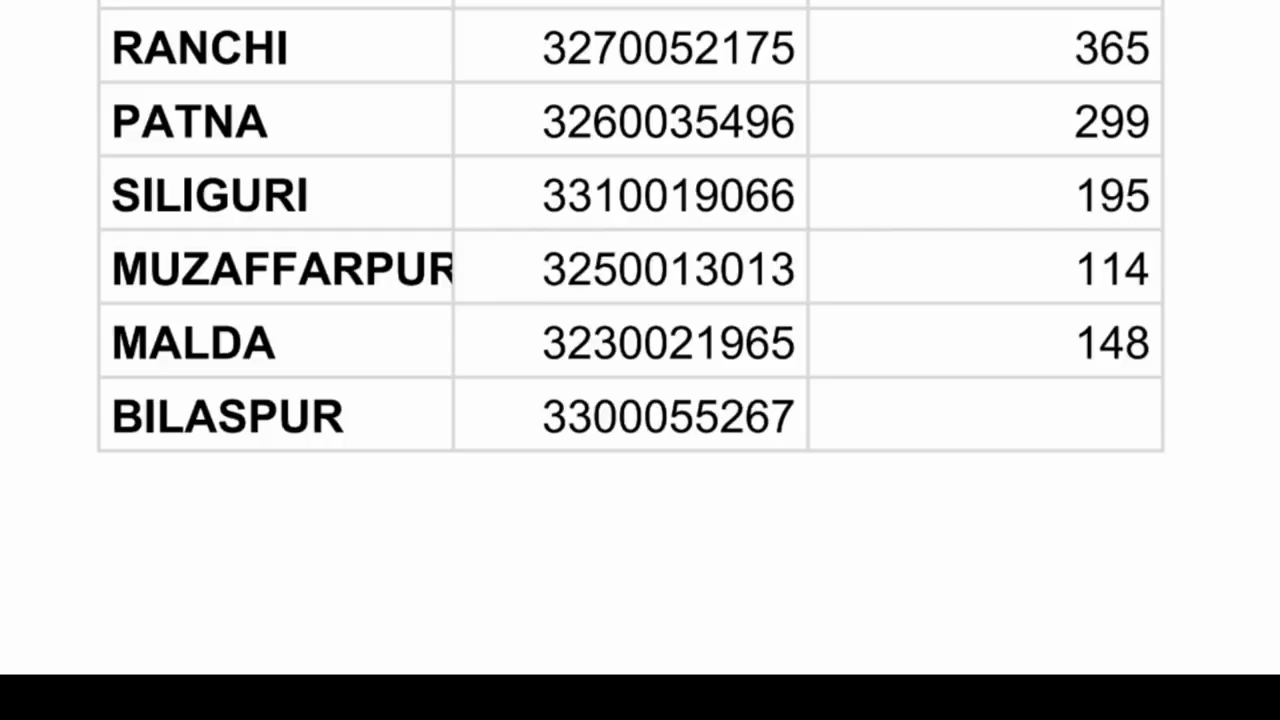 RANCHI 3270052175 365
PATNA 3260035496 299
SILIGURI 3310019066 195
MUZAFFARPUR 3250013013 114
MALDA 3230021965 148
BILASPUR 3300055267